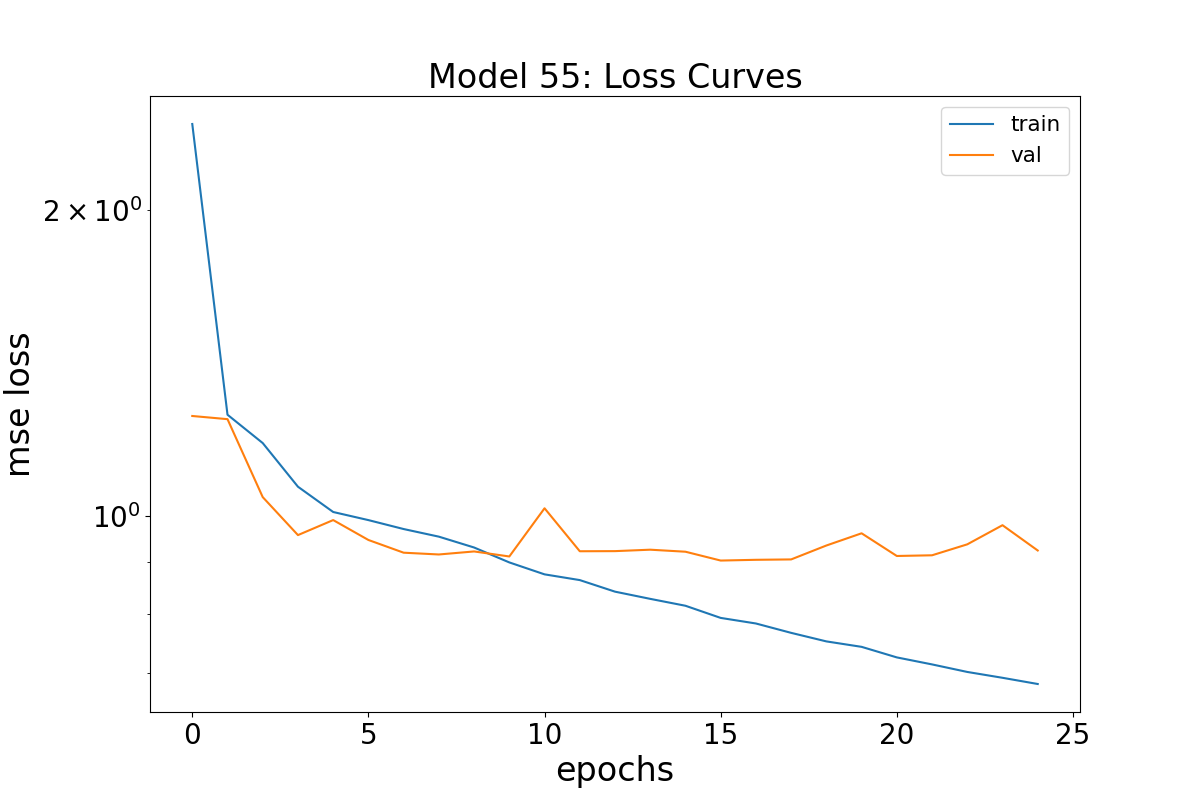 Model 55: Loss Curves
train
val
2 × 10⁰
10⁰
mse loss
0 5 10 15 20 25
epochs